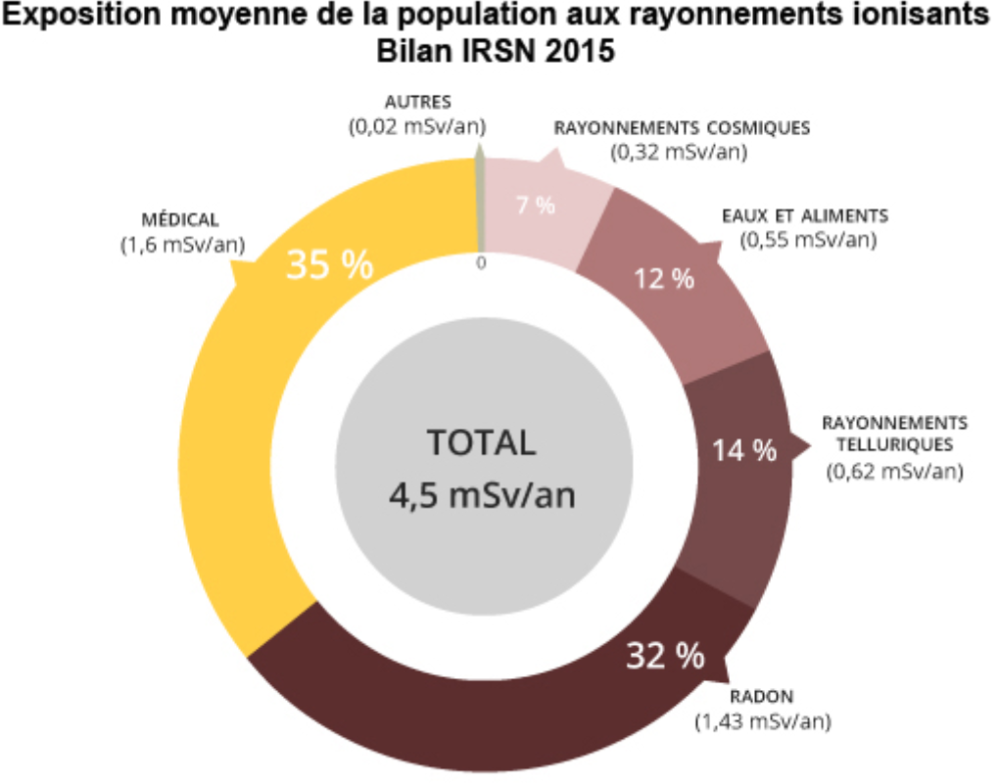 Exposition moyenne de la population aux rayonnements ionisants
Bilan IRSN 2015
AUTRES
(0,02 mSv/an)
RAYONNEMENTS COSMIQUES
(0,32 mSv/an)
7 %
0
EAUX ET ALIMENTS
(0,55 mSv/an)
12 %
RAYONNEMENTS
TELLURIQUES
(0,62 mSv/an)
14 %
32 %
RADON
(1,43 mSv/an)
MÉDICAL
(1,6 mSv/an)
35 %
TOTAL
4,5 mSv/an